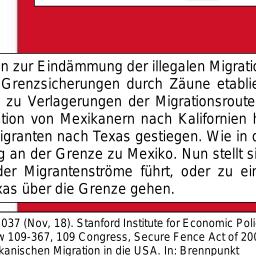 n zur Eindämmung der illegalen Migratio
Grenzsicherungen durch Zäune etablie
zu Verlagerungen der Migrationsroute
tion von Mexikanern nach Kalifornien h
igranten nach Texas gestiegen. Wie in d
g an der Grenze zu Mexiko. Nun stellt si
der Migrantenströme führt, oder zu ein
xas über die Grenze gehen.
037 (Nov, 18). Stanford Institute for Economic Poli
w 109-367, 109 Congress, Secure Fence Act of 200
kanischen Migration in die USA. In: Brennpunkt